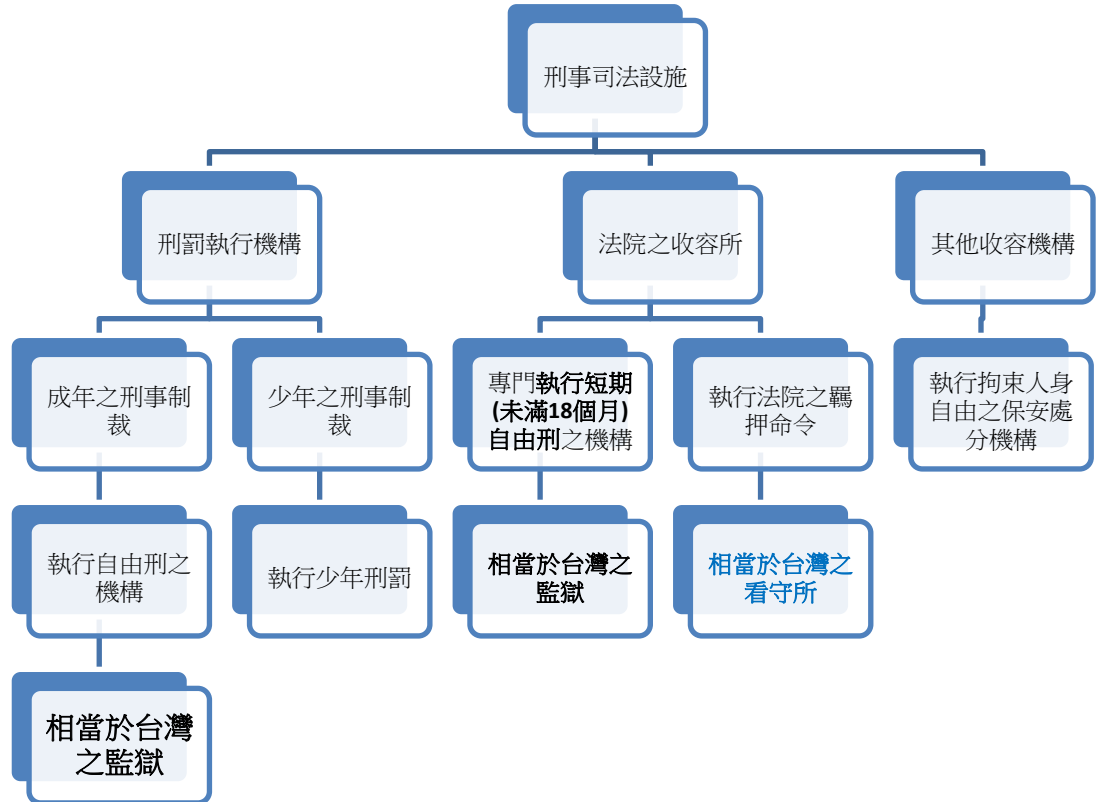 刑事司法設施
刑罰執行機構
法院之收容所
其他收容機構
成年之刑事制
裁
少年之刑事制
裁
專門執行短期
(未滿18個月)
自由刑之機構
執行法院之羈
押命令
執行拘束人身
自由之保安處
分機構
執行自由刑之
機構
執行少年刑罰
相當於台灣之
監獄
相當於台灣之
看守所
相當於台灣
之監獄